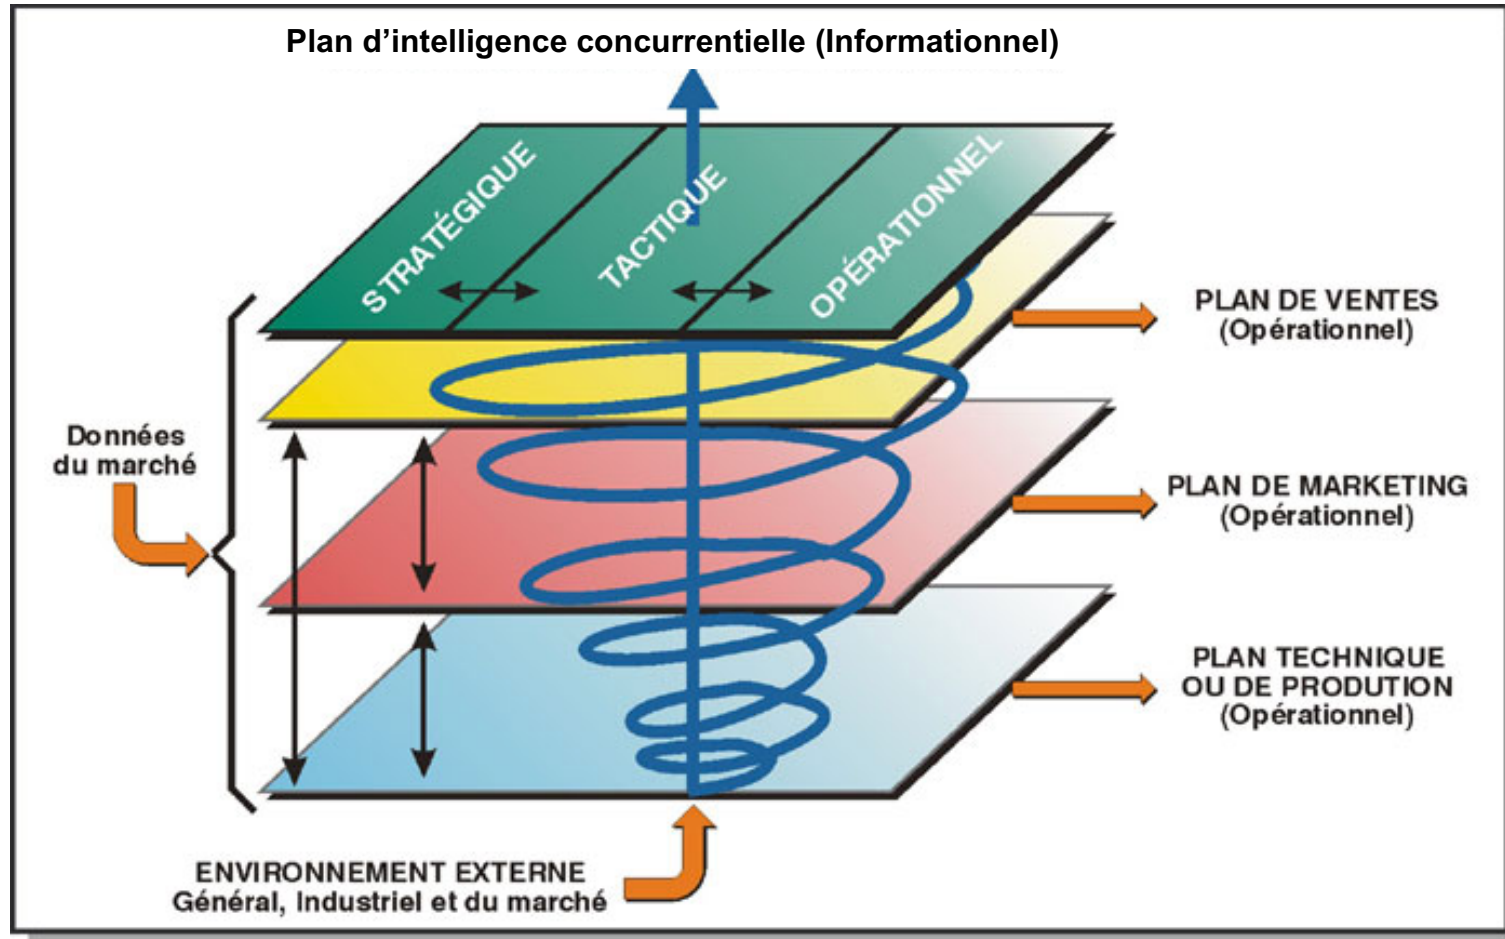 Plan d’intelligence concurrentielle (Informationnel)
STRATÉGIQUE
TACTIQUE
OPÉRATIONNEL
PLAN DE VENTES
(Opérationnel)
Données
du marché
PLAN DE MARKETING
(Opérationnel)
PLAN TECHNIQUE
OU DE PRODUTION
(Opérationnel)
ENVIRONNEMENT EXTERNE
Général, Industriel et du marché